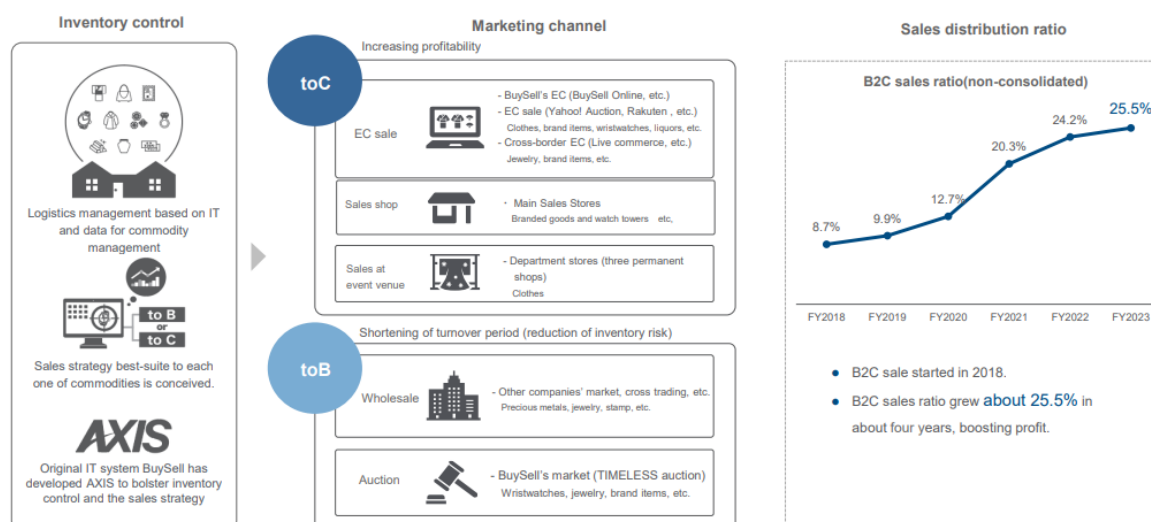 Inventory control
Logistics management based on IT
and data for commodity
management
to B
or
to C
Sales strategy best-suite to each
one of commodities is conceived.
AXIS
Original IT system BuySell has
developed AXIS to bolster inventory
control and the sales strategy
Marketing channel
Increasing profitability
toC
EC sale
- BuySell's EC (BuySell Online, etc.)
- EC sale (Yahoo! Auction, Rakuten , etc.)
Clothes, brand items, wristwatches, liquors, etc.
- Cross-border EC (Live commerce, etc.)
Jewelry, brand items, etc.
Sales shop
・ Main Sales Stores
Branded goods and watch towers etc,
Sales at
event venue
- Department stores (three permanent
shops)
Clothes
Shortening of turnover period (reduction of inventory risk)
toB
Wholesale
- Other companies' market, cross trading, etc.
Precious metals, jewelry, stamp, etc.
Auction
- BuySell's market (TIMELESS auction)
Wristwatches, jewelry, brand items, etc.
Sales distribution ratio
B2C sales ratio(non-consolidated)
8.7%
9.9%
12.7%
20.3%
24.2%
25.5%
FY2018 FY2019 FY2020 FY2021 FY2022 FY2023
● B2C sale started in 2018.
● B2C sales ratio grew about 25.5% in
about four years, boosting profit.